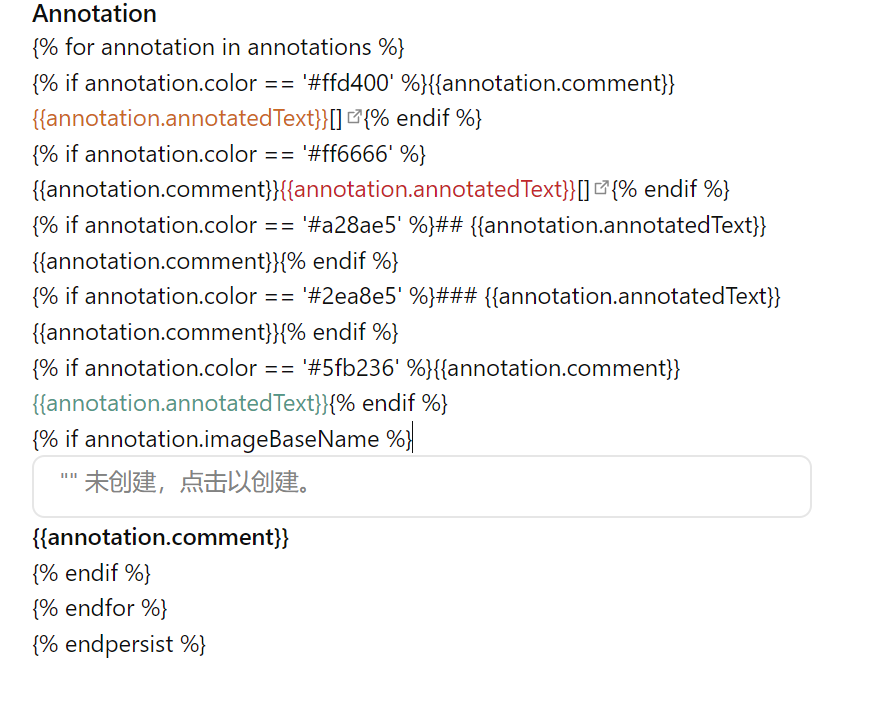 Annotation
{% for annotation in annotations %}
{% if annotation.color == '#ffd400' %}{{annotation.comment}}
{{annotation.annotatedText}}[]{% endif %}
{% if annotation.color == '#ff6666' %}
{{annotation.comment}}{{annotation.annotatedText}}[]{% endif %}
{% if annotation.color == '#a28ae5' %}## {{annotation.annotatedText}}
{{annotation.comment}}{% endif %}
{% if annotation.color == '#2ea8e5' %}### {{annotation.annotatedText}}
{{annotation.comment}}{% endif %}
{% if annotation.color == '#5fb236' %}{{annotation.comment}}
{{annotation.annotatedText}}{% endif %}
{% if annotation.imageBaseName %}
"" 未创建，点击以创建。
{{annotation.comment}}
{% endif %}
{% endfor %}
{% endpersist %}